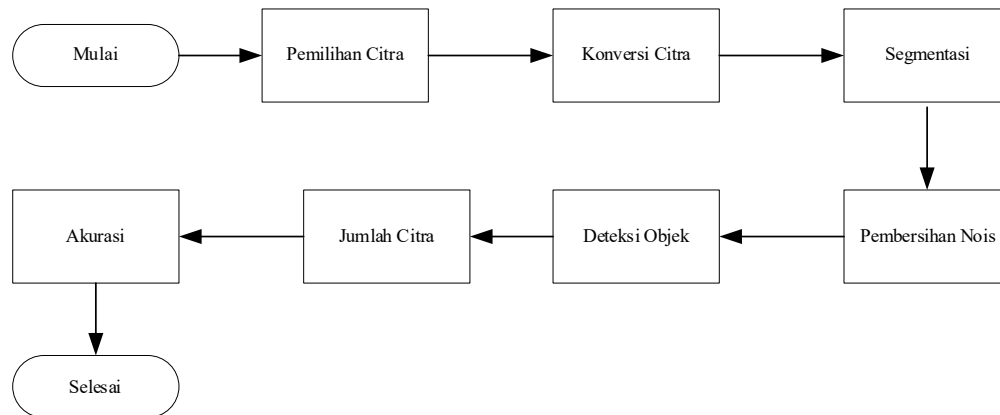 Mulai
Pemilihan Citra
Konversi Citra
Segmentasi
Pembersihan Nois
Deteksi Objek
Jumlah Citra
Akurasi
Selesai